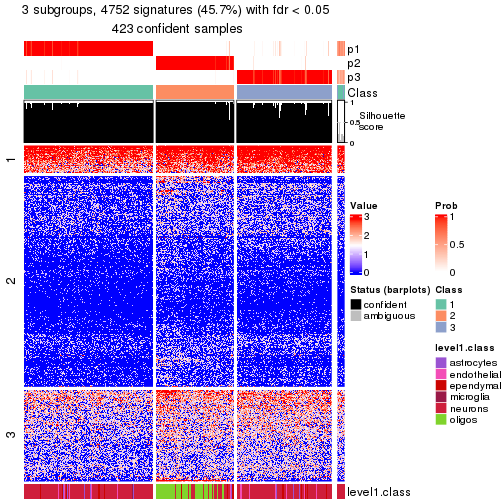 3 subgroups, 4752 signatures (45.7%) with fdr < 0.05
423 confident samples
p1
p2
p3
Class
1
0.5
0
Silhouette
score
1
2
3
level1.class
Value
3
2
1
0
Prob
1
0.5
0
Status (barplots)
confident
ambiguous
Class
1
2
3
level1.class
astrocytes
endothelial
ependymal
microglia
neurons
oligos